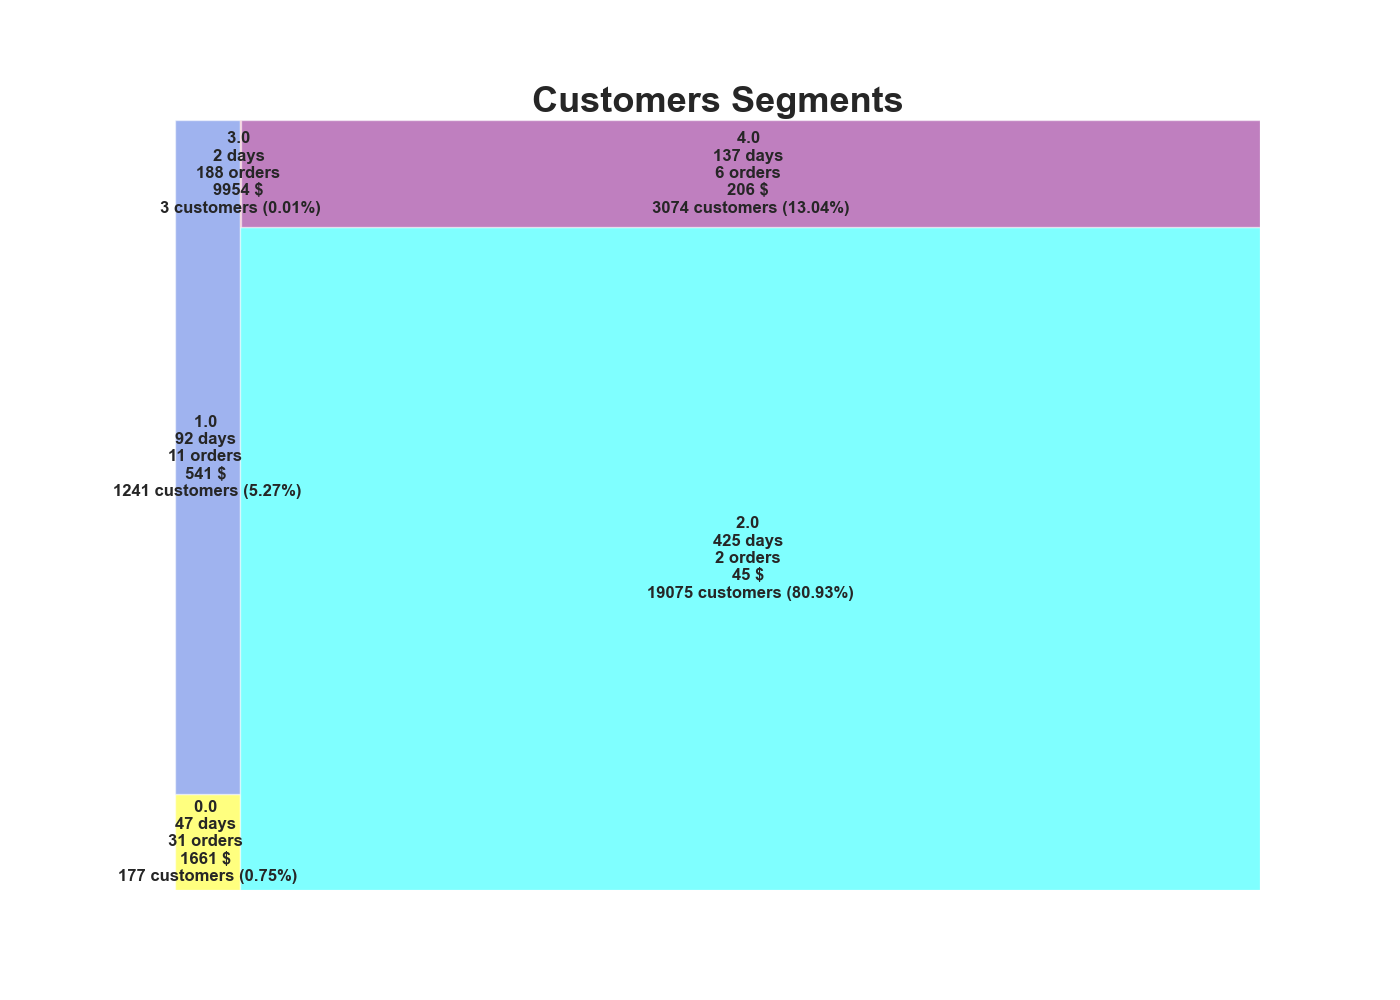 Customers Segments
3.0
2 days
188 orders
9954 $
3 customers (0.01%)
4.0
137 days
6 orders
206 $
3074 customers (13.04%)
1.0
92 days
11 orders
541 $
1241 customers (5.27%)
2.0
425 days
2 orders
45 $
19075 customers (80.93%)
0.0
47 days
31 orders
1661 $
177 customers (0.75%)